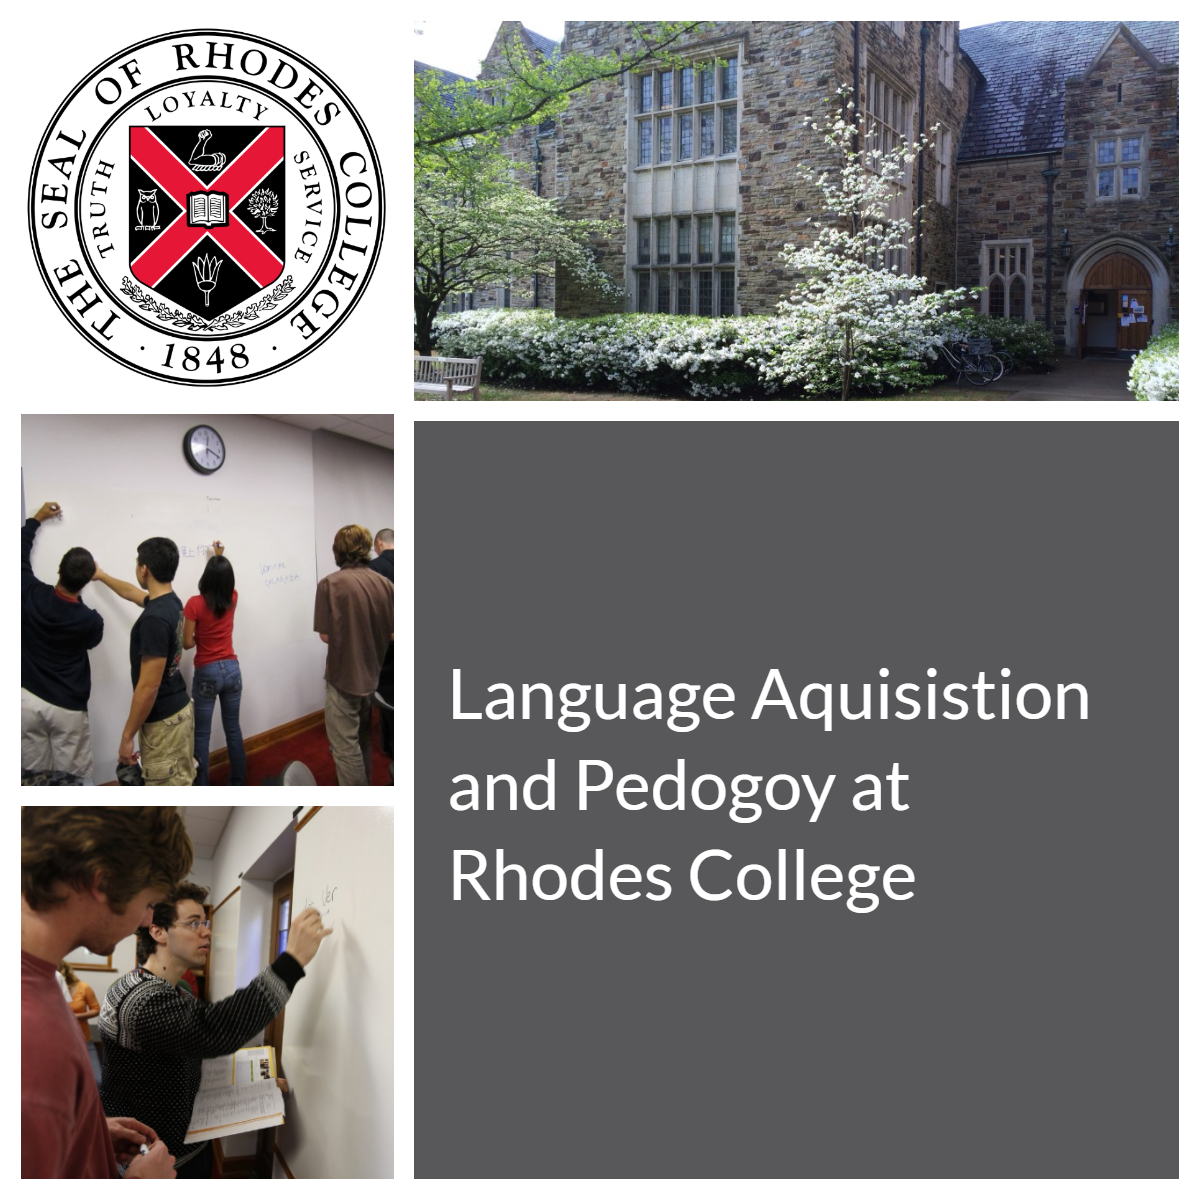 THE SEAL OF RHODES COLLEGE
LOYALTY
TRUTH
SERVICE
· 1848 ·
Language Aquisistion
and Pedogoy at
Rhodes College